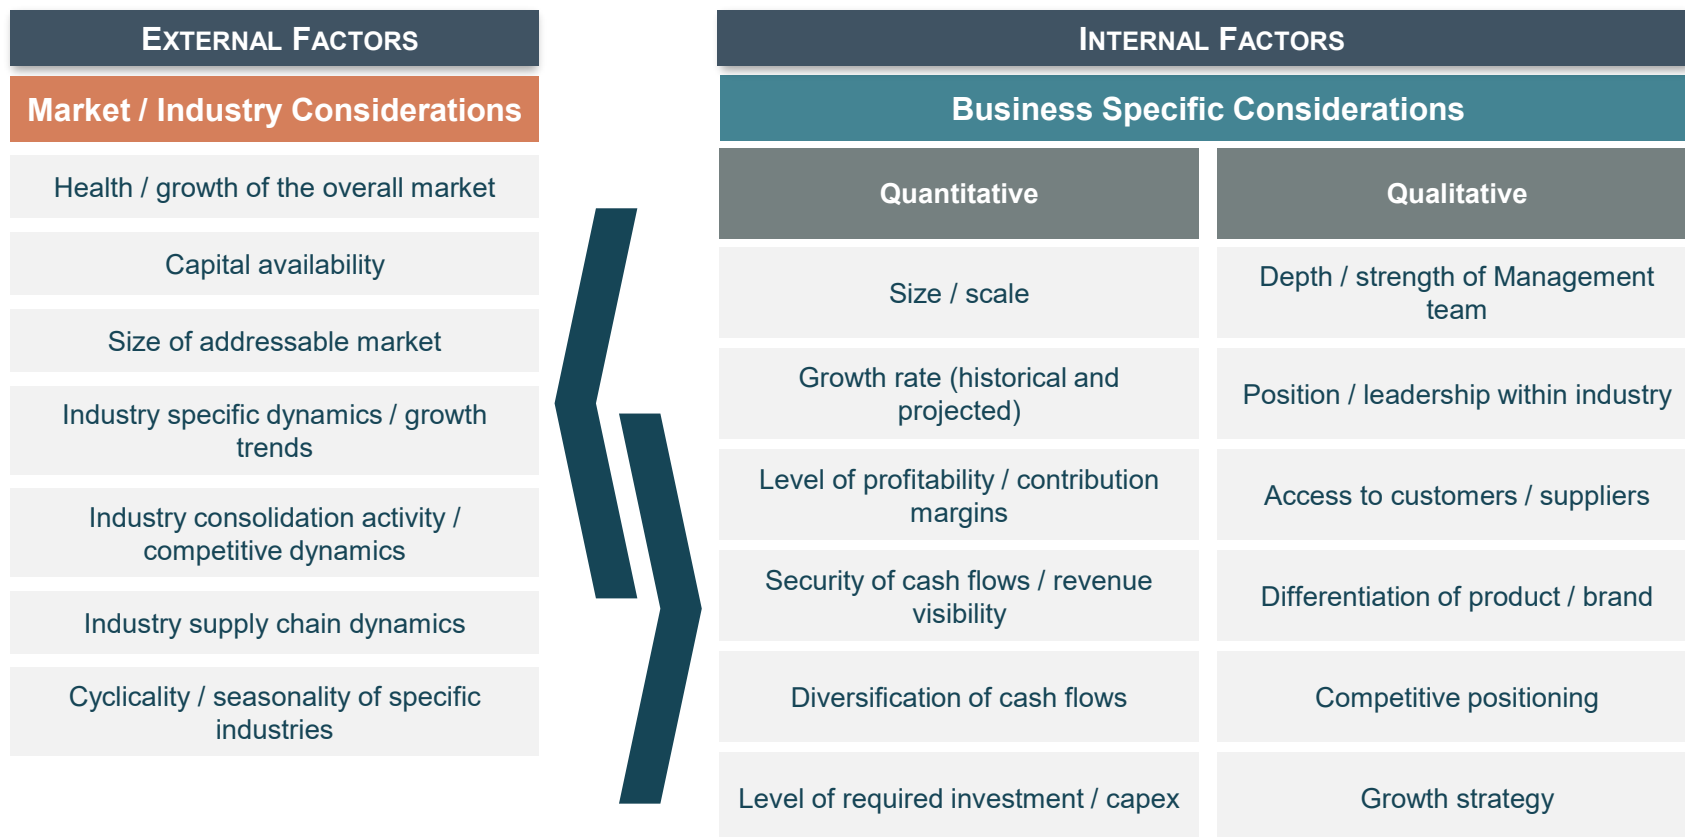 EXTERNAL FACTORS
Market / Industry Considerations
Health / growth of the overall market
Capital availability
Size of addressable market
Industry specific dynamics / growth
trends
Industry consolidation activity /
competitive dynamics
Industry supply chain dynamics
Cyclicality / seasonality of specific
industries
INTERNAL FACTORS
Business Specific Considerations
Quantitative
Size / scale
Growth rate (historical and
projected)
Level of profitability / contribution
margins
Security of cash flows / revenue
visibility
Diversification of cash flows
Level of required investment / capex
Qualitative
Depth / strength of Management
team
Position / leadership within industry
Access to customers / suppliers
Differentiation of product / brand
Competitive positioning
Growth strategy